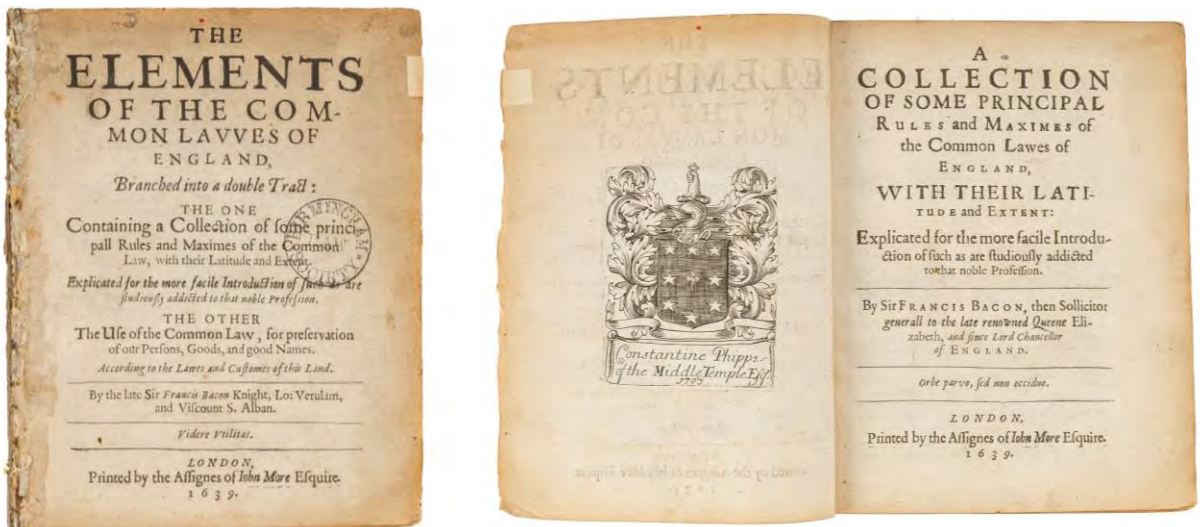 THE
ELEMENTS
OF THE COM-
MON LAVVES OF
ENGLAND,
Branched into a double Tract:
THE ONE
Containing a Collection of some princi-
pall Rules and Maximes of the Common
Law, with their Latitude and Extent.
Explicated for the more facile Introduction of such as are
studiously addicted to that noble Profession.
THE OTHER
The Use of the Common Law, for preservation
of our Persons, Goods, and good Names.
According to the Lawes and Customes of this Land.
By the late Sir Francis Bacon Knight, Lo: Verulam,
and Viscount S. Alban.
Videre Vtilitas.
LONDON,
Printed by the Assignes of Iohn More Esquire.
1639.
BIRMINGHAM
SOCIETY
Constantine Phipps
of the Middle Temple Esqr.
A
COLLECTION
OF SOME PRINCIPAL
RULES and MAXIMES of
the Common Lawes of
ENGLAND,
WITH THEIR LATI-
TUDE and EXTENT:
Explicated for the more facile Introdu-
ction of such as are studiously addicted
to that noble Profession.
By Sir FRANCIS BACON, then Sollicitor
generall to the late renowned Queene Eli-
zabeth, and since Lord Chancellor
of ENGLAND.
Orbe parvo, sed non occiduo.
LONDON,
Printed by the Assignes of Iohn More Esquire.
1639.